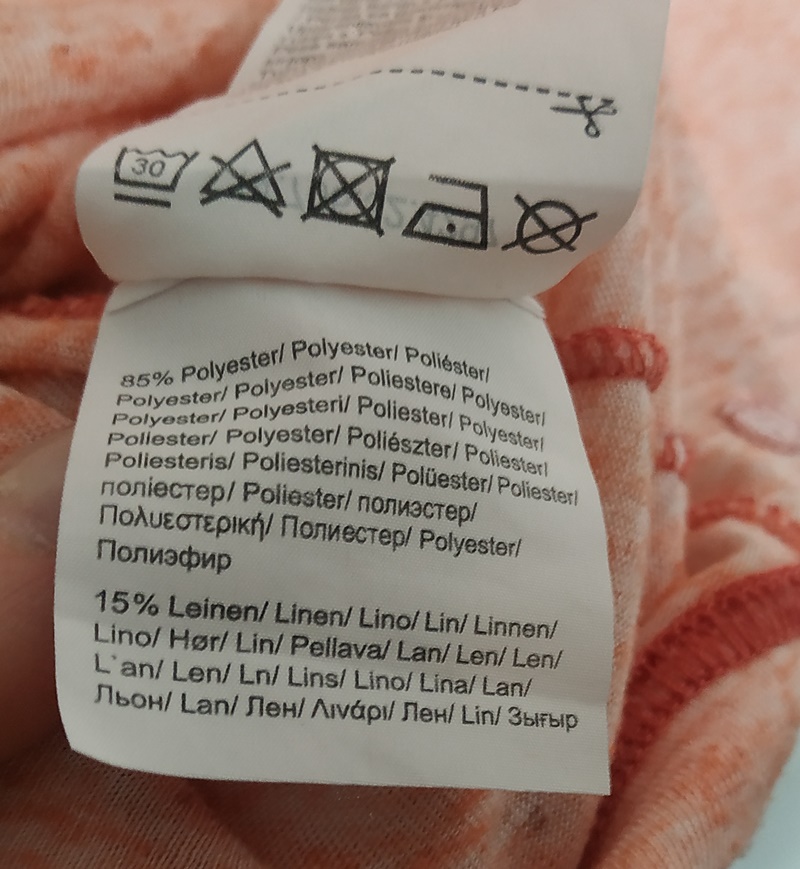 30
85% Polyester/ Polyester/ Poliéster/
Polyester/ Polyester/ Poliestere/ Polyester/
Polyester/ Polyesteri/ Poliester/ Polyester/
Poliester/ Polyester/ Poliészter/ Poliester/
Poliesteris/ Poliesterinis/ Polüester/ Poliester/
поліестер/ Poliester/ полиэстер/
Πολυεστερική/ Полиестер/ Polyester/
Полиэфир
15% Leinen/ Linen/ Lino/ Lin/ Linnen/
Lino/ Hør/ Lin/ Pellava/ Lan/ Len/ Len/
L`an/ Len/ Ln/ Lins/ Lino/ Lina/ Lan/
Льон/ Lan/ Лен/ Λινάρι/ Лен/ Lin/ Зығыр